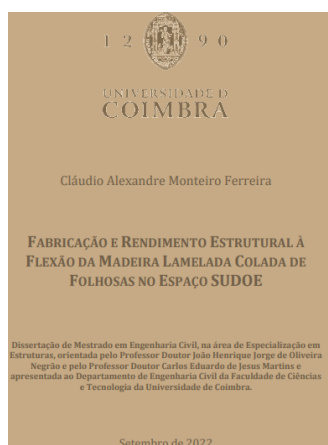 1 2 9 0
UNIVERSIDADE D
COIMBRA
Cláudio Alexandre Monteiro Ferreira
FABRICAÇÃO E RENDIMENTO ESTRUTURAL À
FLEXÃO DA MADEIRA LAMELADA COLADA DE
FOLHOSAS NO ESPAÇO SUDOE
Dissertação de Mestrado em Engenharia Civil, na área de Especialização em
Estruturas, orientada pelo Professor Doutor João Henrique Jorge de Oliveira
Negrão e pelo Professor Doutor Carlos Eduardo de Jesus Martins e
apresentada ao Departamento de Engenharia Civil da Faculdade de Ciências
e Tecnologia da Universidade de Coimbra.
Setembro de 2022